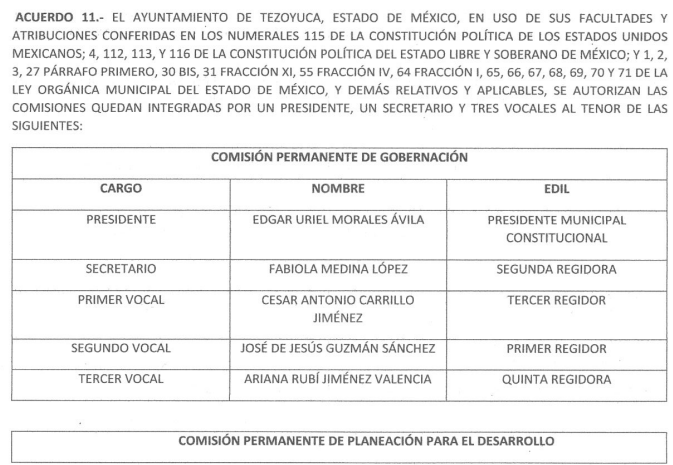 ACUERDO 11.- EL AYUNTAMIENTO DE TEZOYUCA, ESTADO DE MÉXICO, EN USO DE SUS FACULTADES Y
ATRIBUCIONES CONFERIDAS EN LOS NUMERALES 115 DE LA CONSTITUCIÓN POLÍTICA DE LOS ESTADOS UNIDOS
MEXICANOS; 4, 112, 113, Y 116 DE LA CONSTITUCIÓN POLÍTICA DEL ESTADO LIBRE Y SOBERANO DE MÉXICO; Y 1, 2,
3, 27 PÁRRAFO PRIMERO, 30 BIS, 31 FRACCIÓN XI, 55 FRACCIÓN IV, 64 FRACCIÓN I, 65, 66, 67, 68, 69, 70 Y 71 DE LA
LEY ORGÁNICA MUNICIPAL DEL ESTADO DE MÉXICO, Y DEMÁS RELATIVOS Y APLICABLES, SE AUTORIZAN LAS
COMISIONES QUEDAN INTEGRADAS POR UN PRESIDENTE, UN SECRETARIO Y TRES VOCALES AL TENOR DE LAS
SIGUIENTES:
COMISIÓN PERMANENTE DE GOBERNACIÓN
CARGO NOMBRE EDIL
PRESIDENTE EDGAR URIEL MORALES ÁVILA PRESIDENTE MUNICIPAL
CONSTITUCIONAL
SECRETARIO FABIOLA MEDINA LÓPEZ SEGUNDA REGIDORA
PRIMER VOCAL CESAR ANTONIO CARRILLO TERCER REGIDOR
JIMÉNEZ
SEGUNDO VOCAL JOSÉ DE JESÚS GUZMÁN SÁNCHEZ PRIMER REGIDOR
TERCER VOCAL ARIANA RUBÍ JIMÉNEZ VALENCIA QUINTA REGIDORA
COMISIÓN PERMANENTE DE PLANEACIÓN PARA EL DESARROLLO